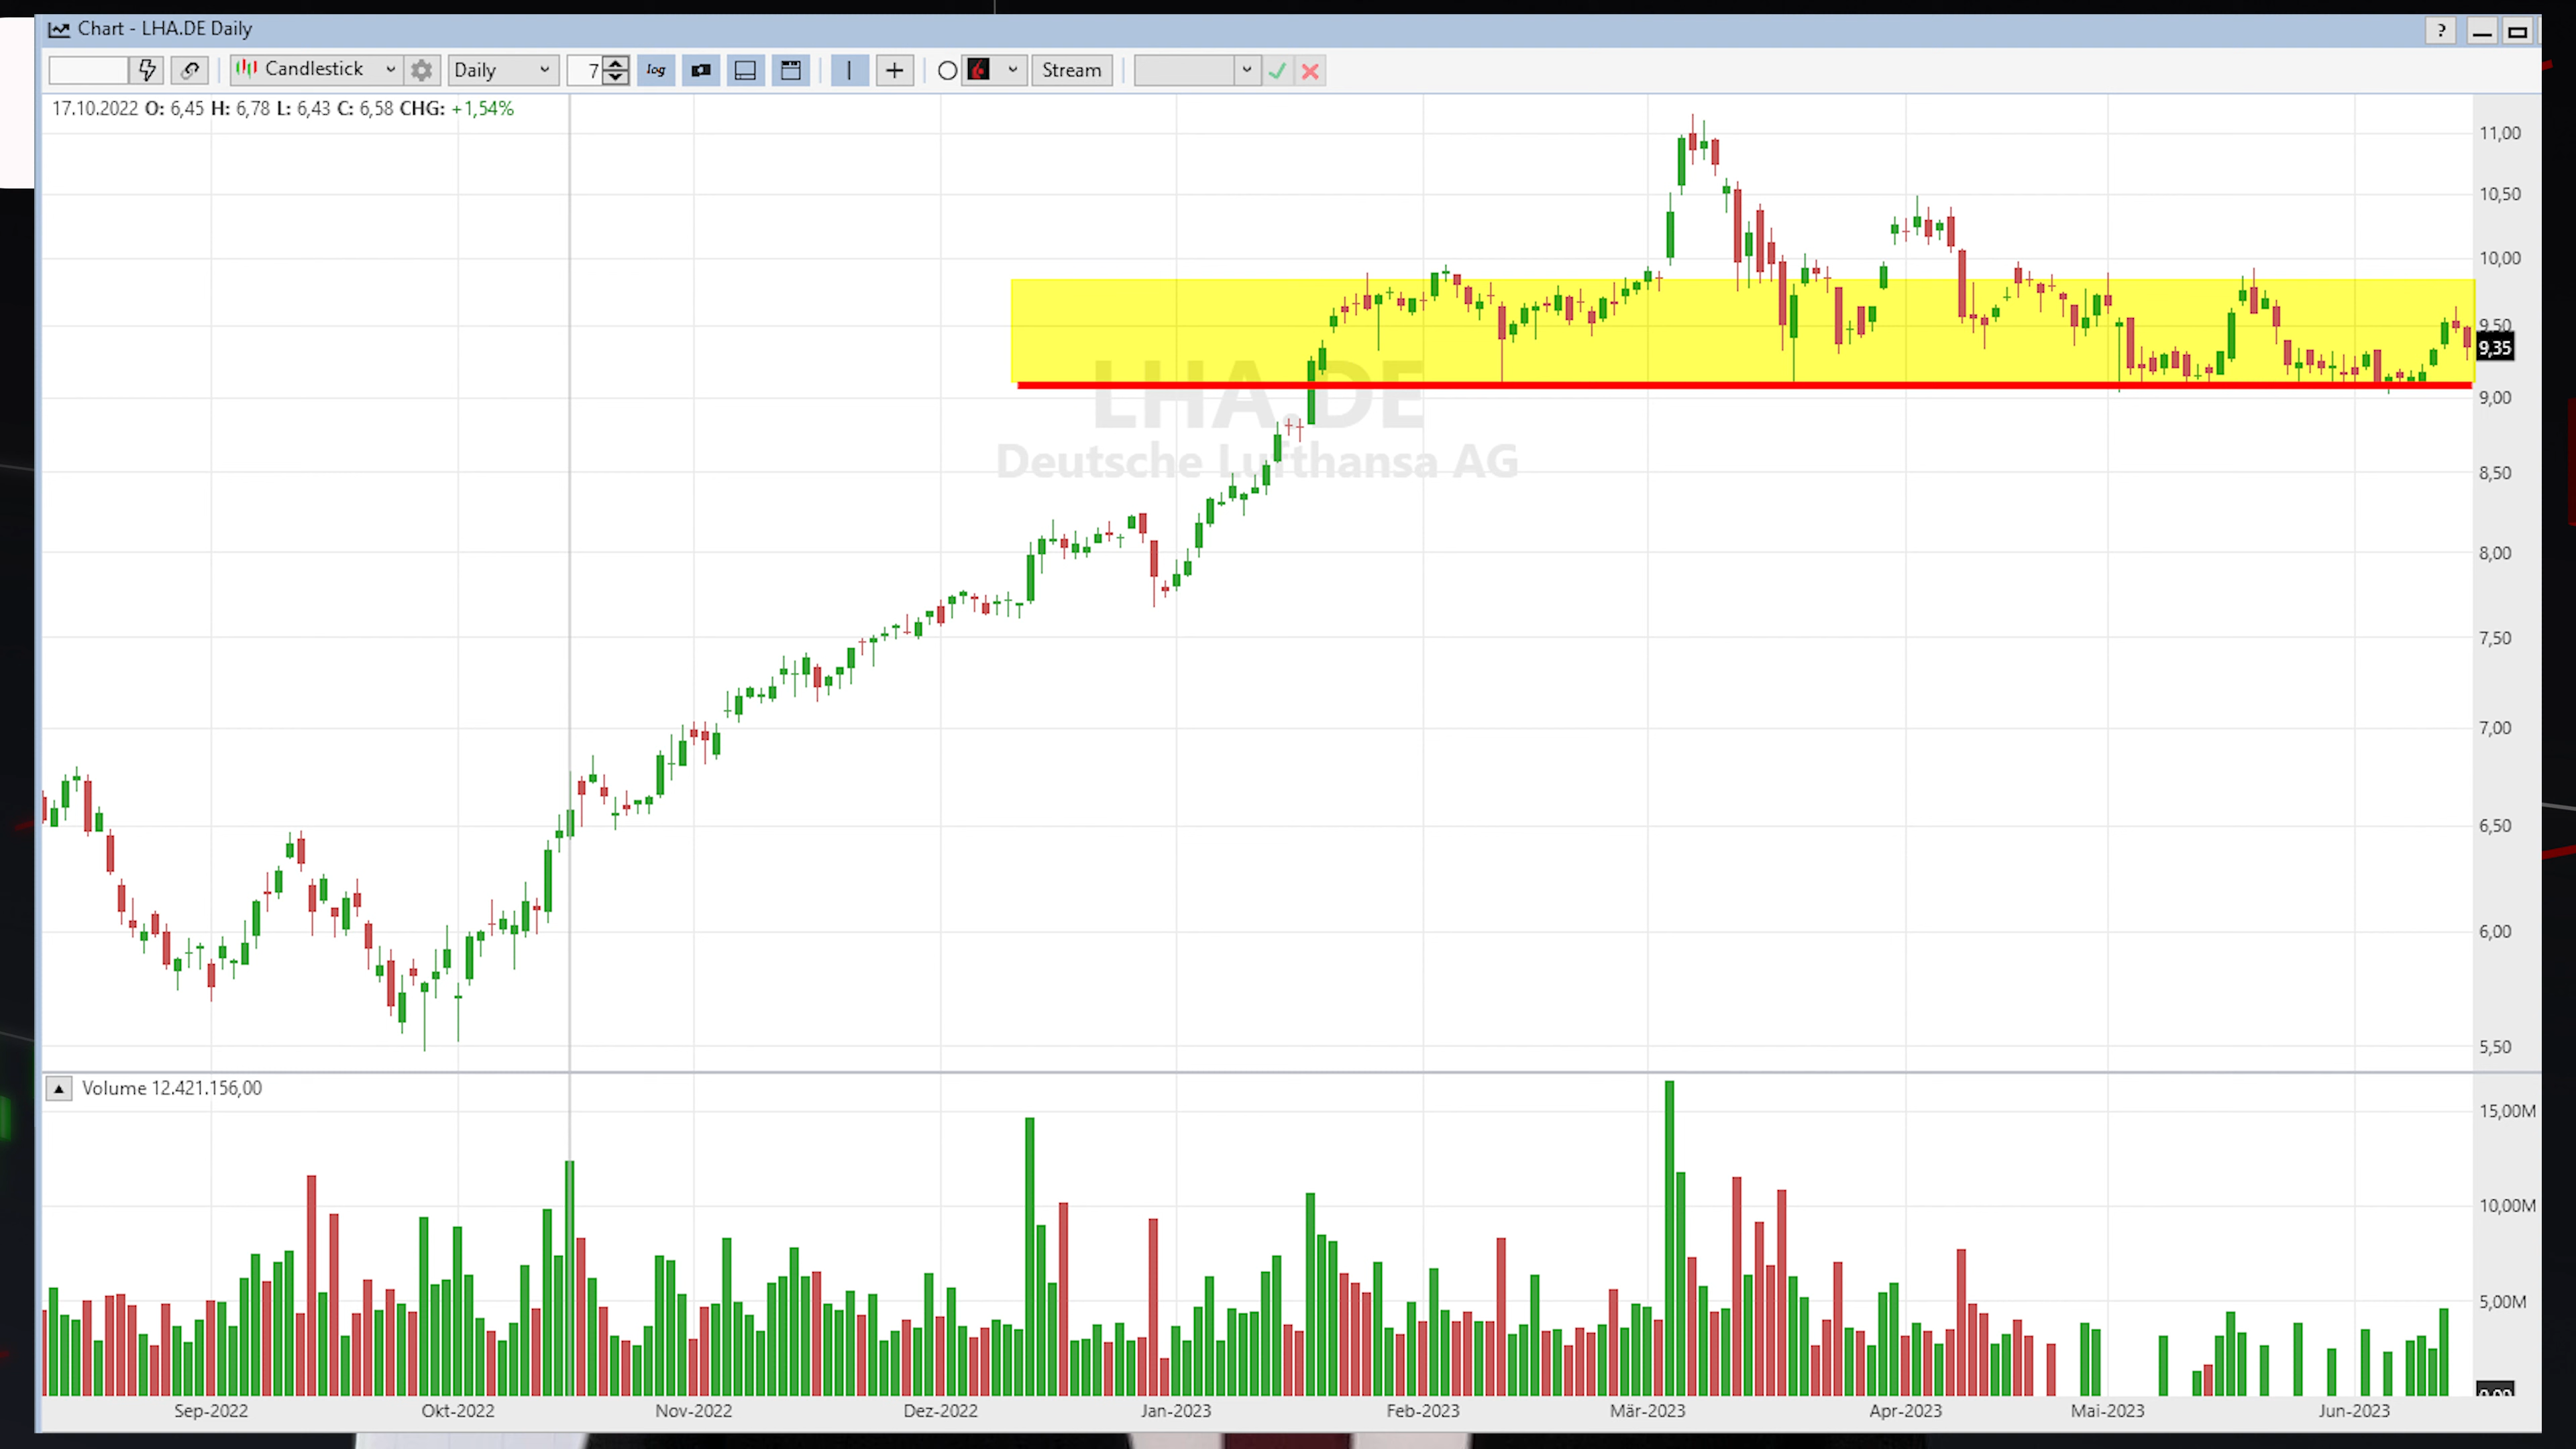 Chart - LHA.DE Daily
?
Candlestick
Daily
7
log
Stream
17.10.2022 O: 6,45 H: 6,78 L: 6,43 C: 6,58 CHG: +1,54%
LHA.DE
Deutsche Lufthansa AG
11,00
10,50
10,00
9,50
9,35
9,00
8,50
8,00
7,50
7,00
6,50
6,00
5,50
Volume 12.421.156,00
15,00M
10,00M
5,00M
Sep-2022
Okt-2022
Nov-2022
Dez-2022
Jan-2023
Feb-2023
Mär-2023
Apr-2023
Mai-2023
Jun-2023